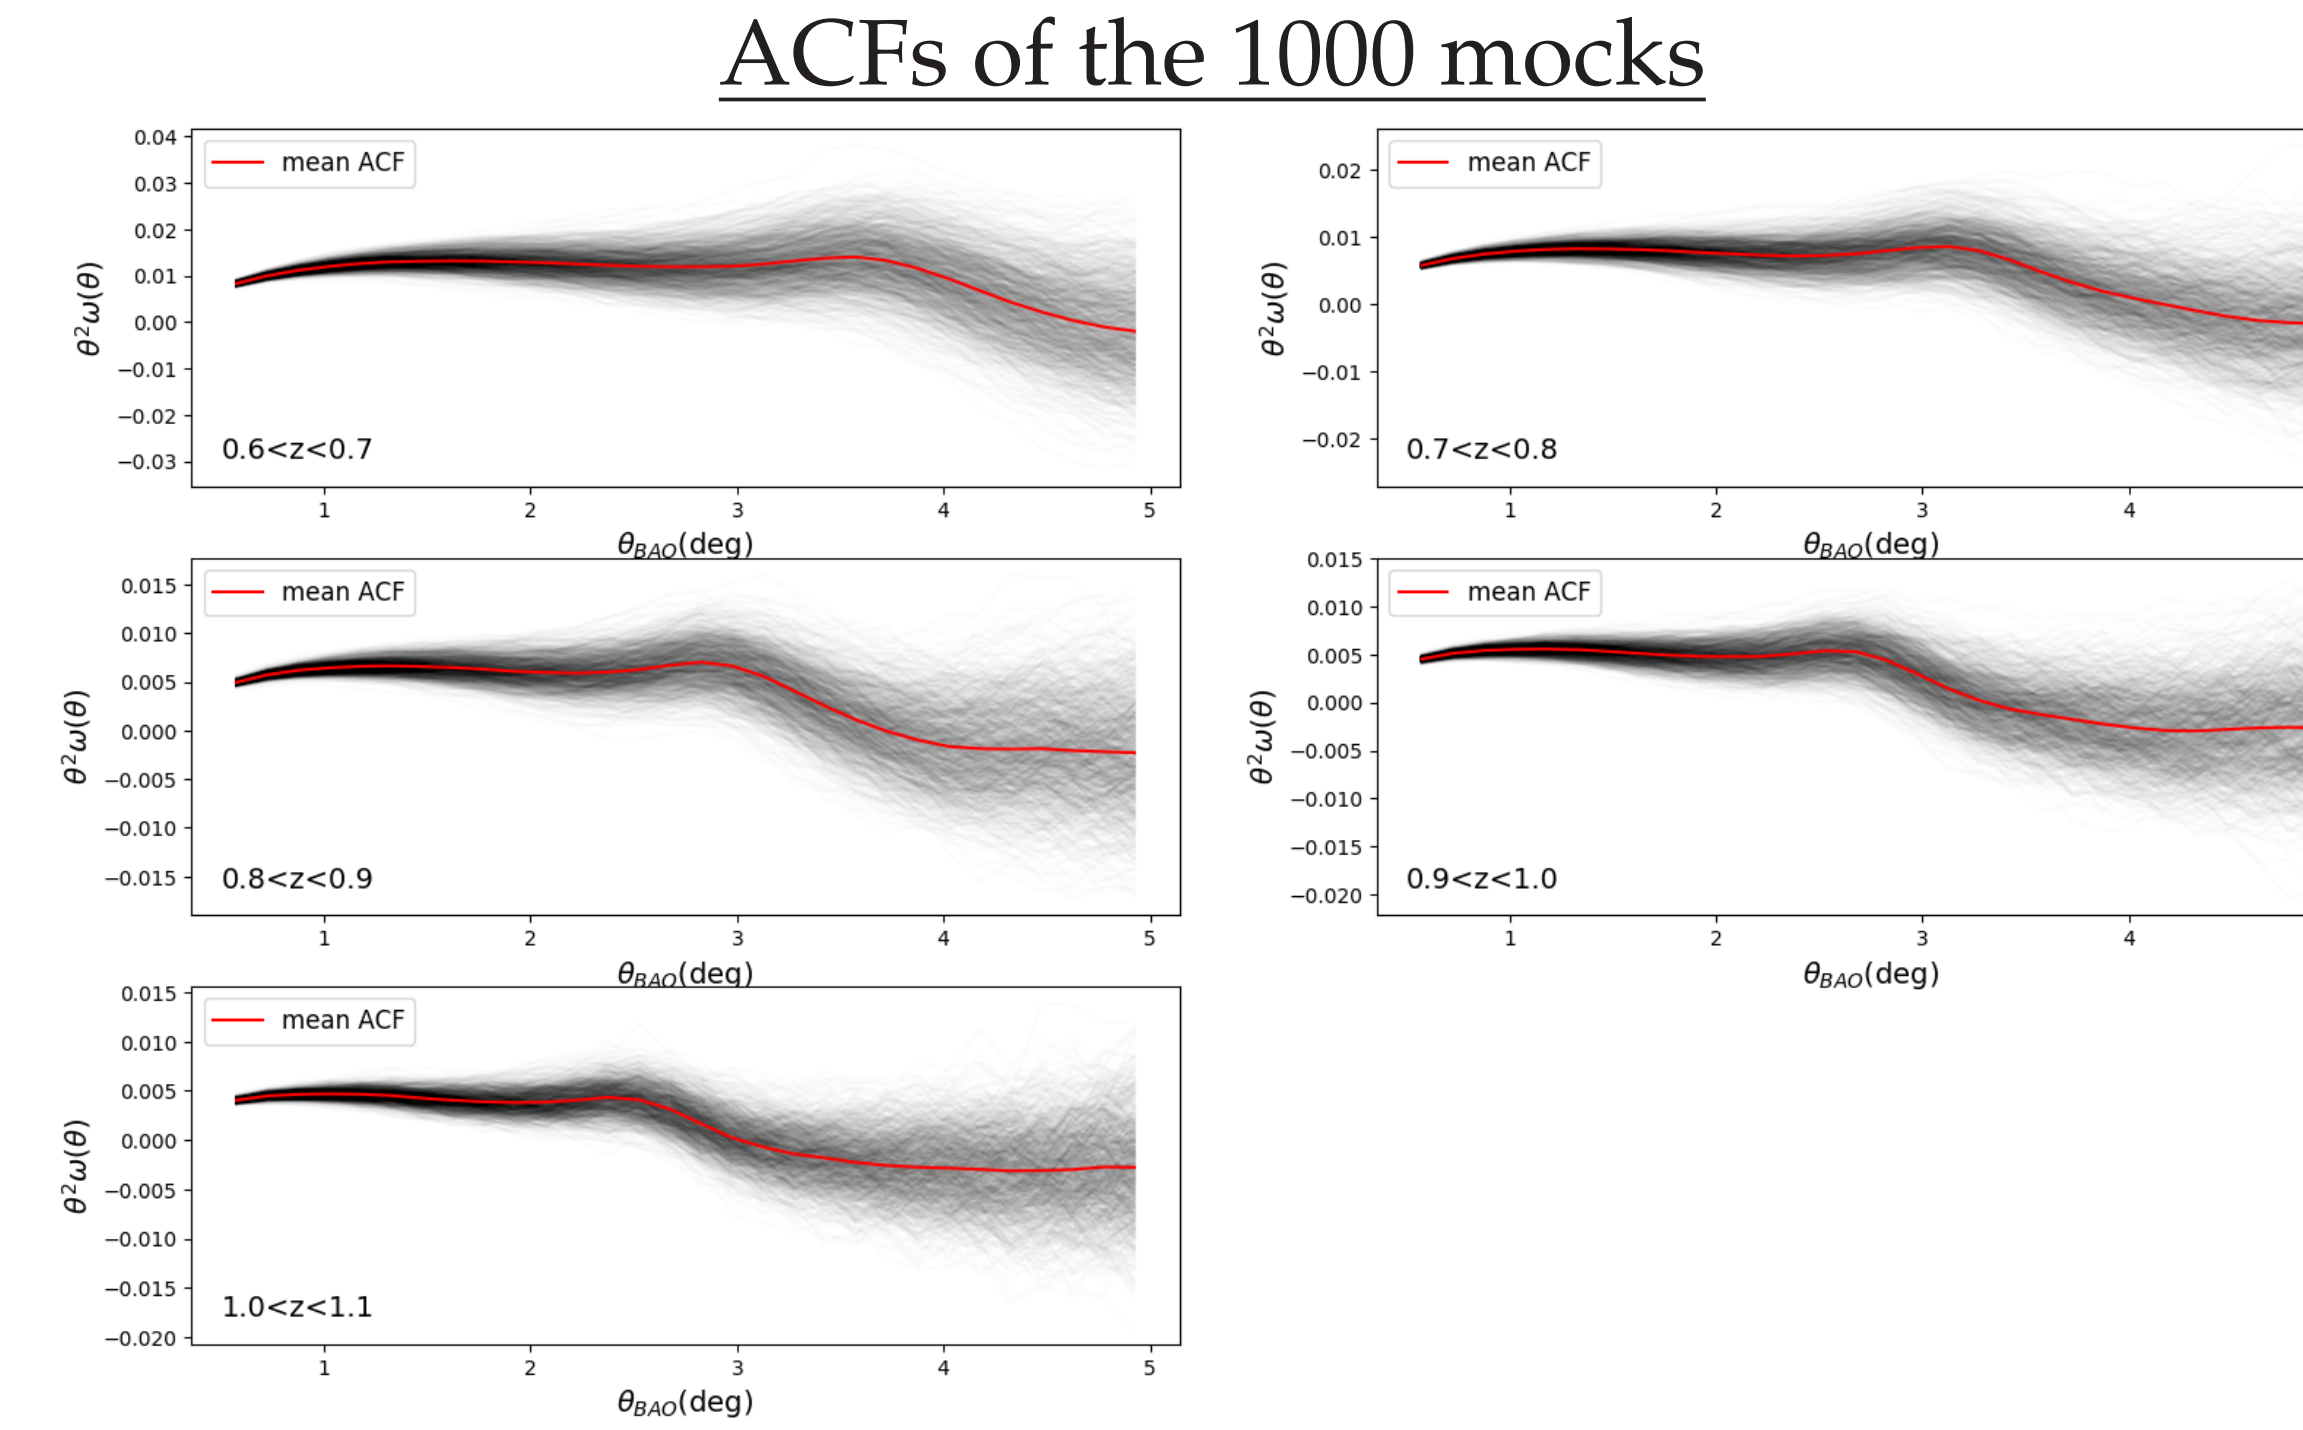 ACFs of the 1000 mocks
mean ACF
0.04
0.03
0.02
0.01
0.00
−0.01
−0.02
−0.03
θ²ω(θ)
0.6<z<0.7
1 2 3 4 5
θ_BAO(deg)
mean ACF
0.02
0.01
0.00
−0.01
−0.02
θ²ω(θ)
0.7<z<0.8
1 2 3 4
θ_BAO(deg)
mean ACF
0.015
0.010
0.005
0.000
−0.005
−0.010
−0.015
θ²ω(θ)
0.8<z<0.9
1 2 3 4 5
θ_BAO(deg)
mean ACF
0.015
0.010
0.005
0.000
−0.005
−0.010
−0.015
−0.020
θ²ω(θ)
0.9<z<1.0
1 2 3 4
θ_BAO(deg)
mean ACF
0.015
0.010
0.005
0.000
−0.005
−0.010
−0.015
−0.020
θ²ω(θ)
1.0<z<1.1
1 2 3 4 5
θ_BAO(deg)